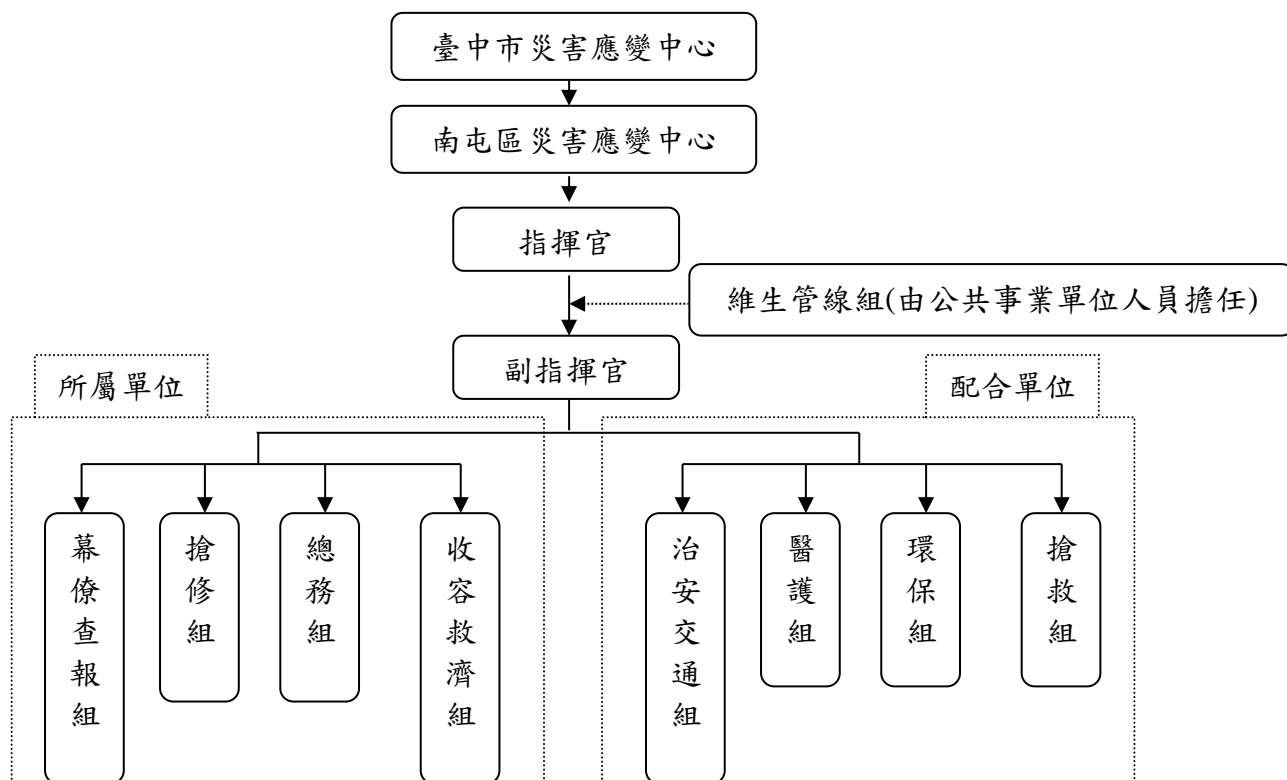 臺中市災害應變中心
南屯區災害應變中心
指揮官
維生管線組(由公共事業單位人員擔任)
副指揮官
所屬單位
配合單位
幕僚查報組
搶修組
總務組
收容救濟組
治安交通組
醫護組
環保組
搶救組